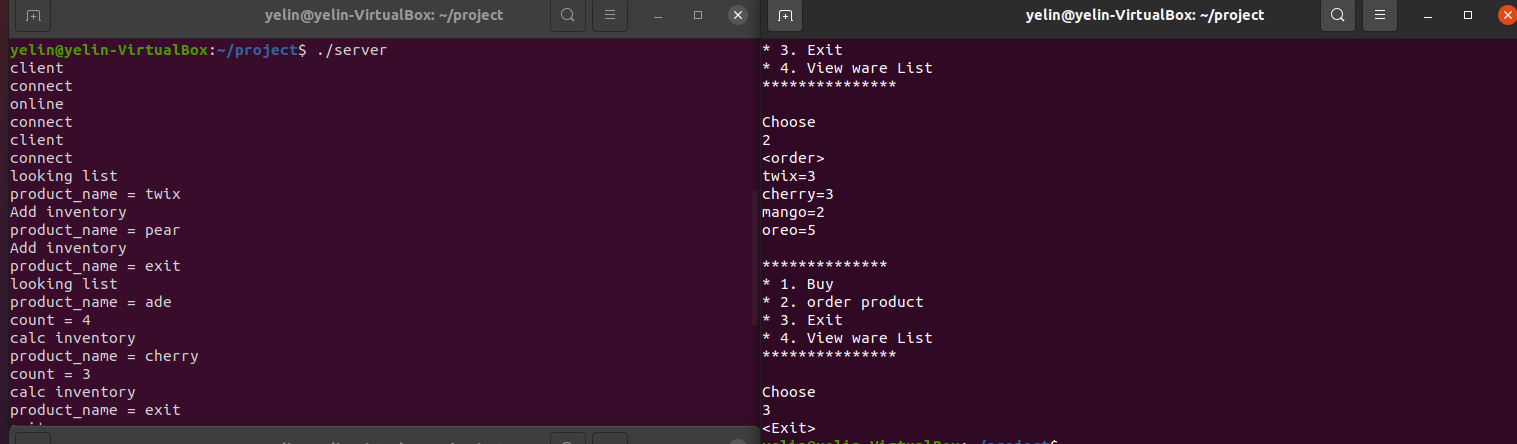 yelin@yelin-VirtualBox: ~/project
yelin@yelin-VirtualBox:~/project$ ./server
client
connect
online
connect
client
connect
looking list
product_name = twix
Add inventory
product_name = pear
Add inventory
product_name = exit
looking list
product_name = ade
count = 4
calc inventory
product_name = cherry
count = 3
calc inventory
product_name = exit
yelin@yelin-VirtualBox: ~/project
* 3. Exit
* 4. View ware List
***************
Choose
2
<order>
twix=3
cherry=3
mango=2
oreo=5
**************
* 1. Buy
* 2. order product
* 3. Exit
* 4. View ware List
***************
Choose
3
<Exit>
yelin@yelin-VirtualBox:~/project$